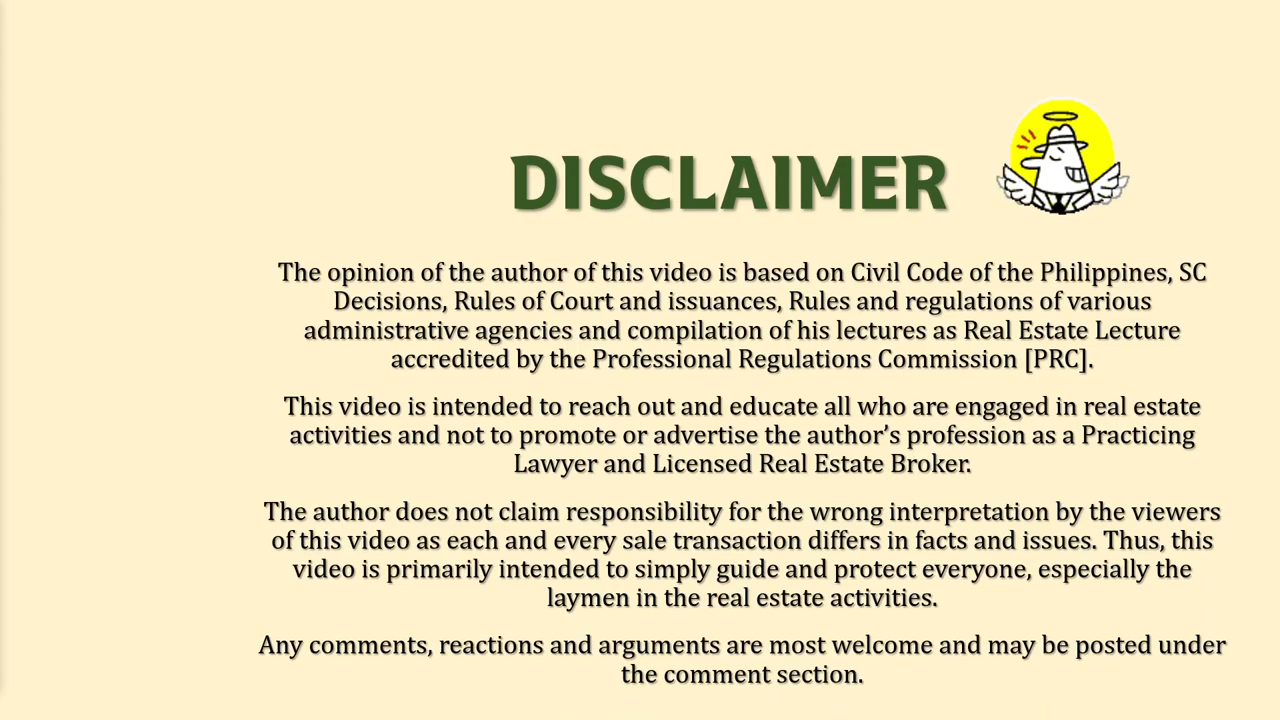 DISCLAIMER
The opinion of the author of this video is based on Civil Code of the Philippines, SC
Decisions, Rules of Court and issuances, Rules and regulations of various
administrative agencies and compilation of his lectures as Real Estate Lecture
accredited by the Professional Regulations Commission [PRC].
This video is intended to reach out and educate all who are engaged in real estate
activities and not to promote or advertise the author’s profession as a Practicing
Lawyer and Licensed Real Estate Broker.
The author does not claim responsibility for the wrong interpretation by the viewers
of this video as each and every sale transaction differs in facts and issues. Thus, this
video is primarily intended to simply guide and protect everyone, especially the
laymen in the real estate activities.
Any comments, reactions and arguments are most welcome and may be posted under
the comment section.